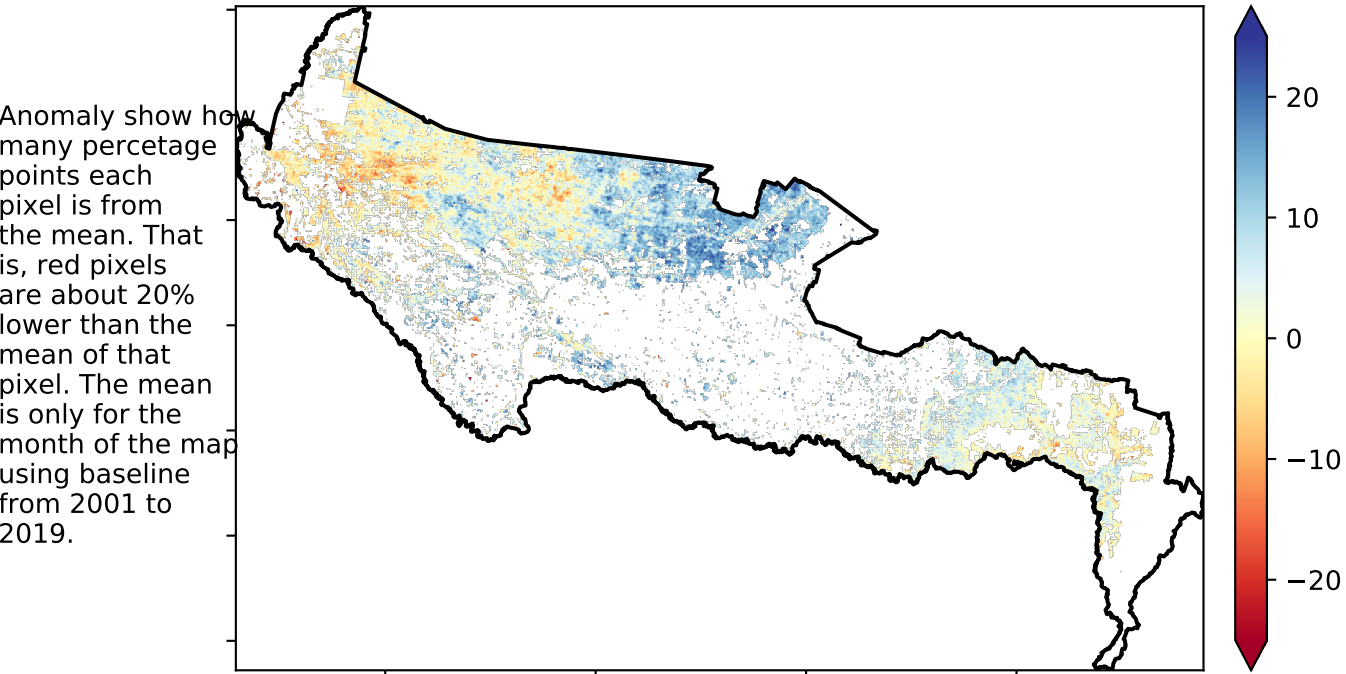 Anomaly show how
many percetage
points each
pixel is from
the mean. That
is, red pixels
are about 20%
lower than the
mean of that
pixel. The mean
is only for the
month of the map
using baseline
from 2001 to
2019.
20
10
0
−10
−20